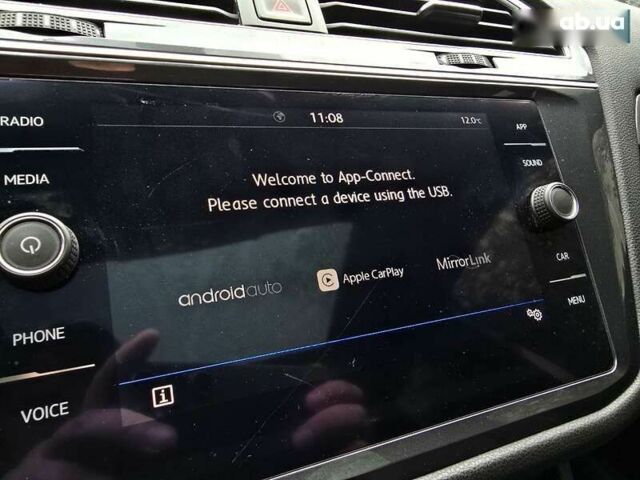 ab.ua
RADIO
MEDIA
PHONE
VOICE
11:08
12.0°C
Welcome to App-Connect.
Please connect a device using the USB.
androidauto
Apple CarPlay
MirrorLink
i
APP
SOUND
CAR
MENU